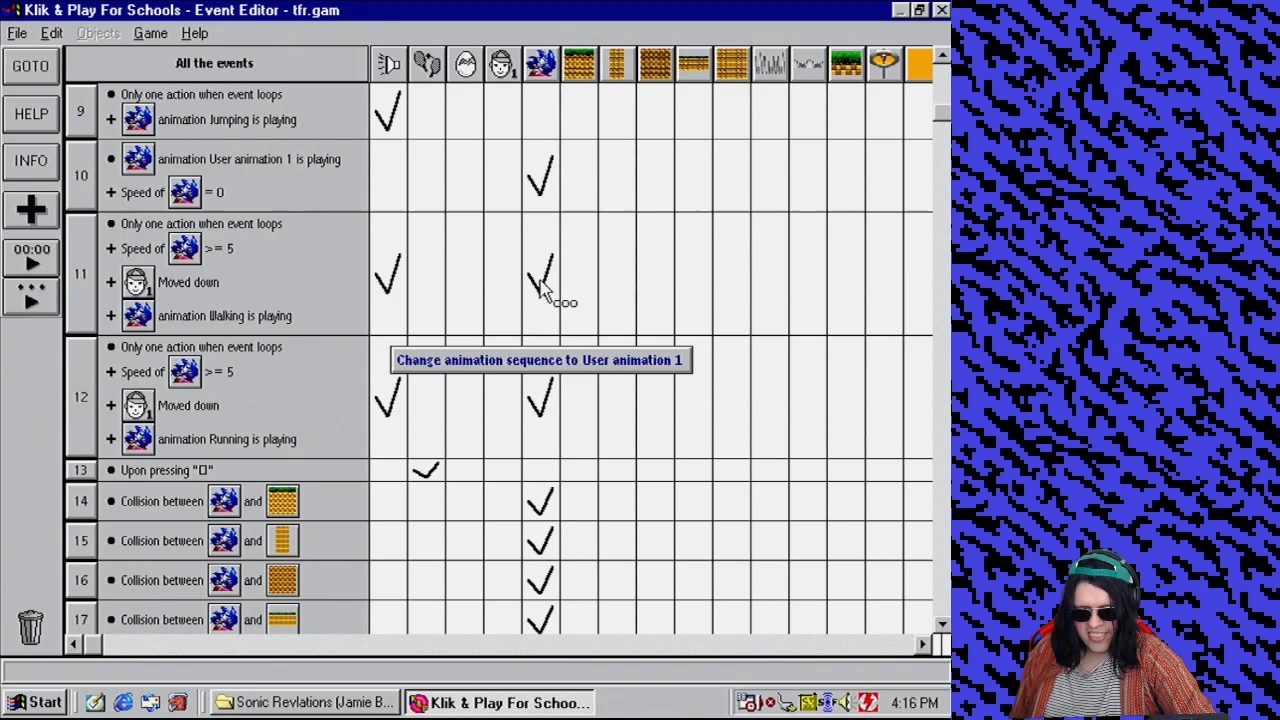 Klik & Play For Schools - Event Editor - tfr.gam
File Edit Objects Game Help
GOTO
HELP
INFO
00:00
All the events
1
?
9
Only one action when event loops
+ animation Jumping is playing
10
animation User animation 1 is playing
+ Speed of = 0
11
Only one action when event loops
+ Speed of >= 5
+ 1 Moved down
+ animation Walking is playing
12
Only one action when event loops
+ Speed of >= 5
+ 1 Moved down
+ animation Running is playing
Change animation sequence to User animation 1
13
Upon pressing "□"
14
Collision between and
15
Collision between and
16
Collision between and
17
Collision between and
Start
Sonic Revlations (Jamie B...
Klik & Play For Schoo...
4:16 PM